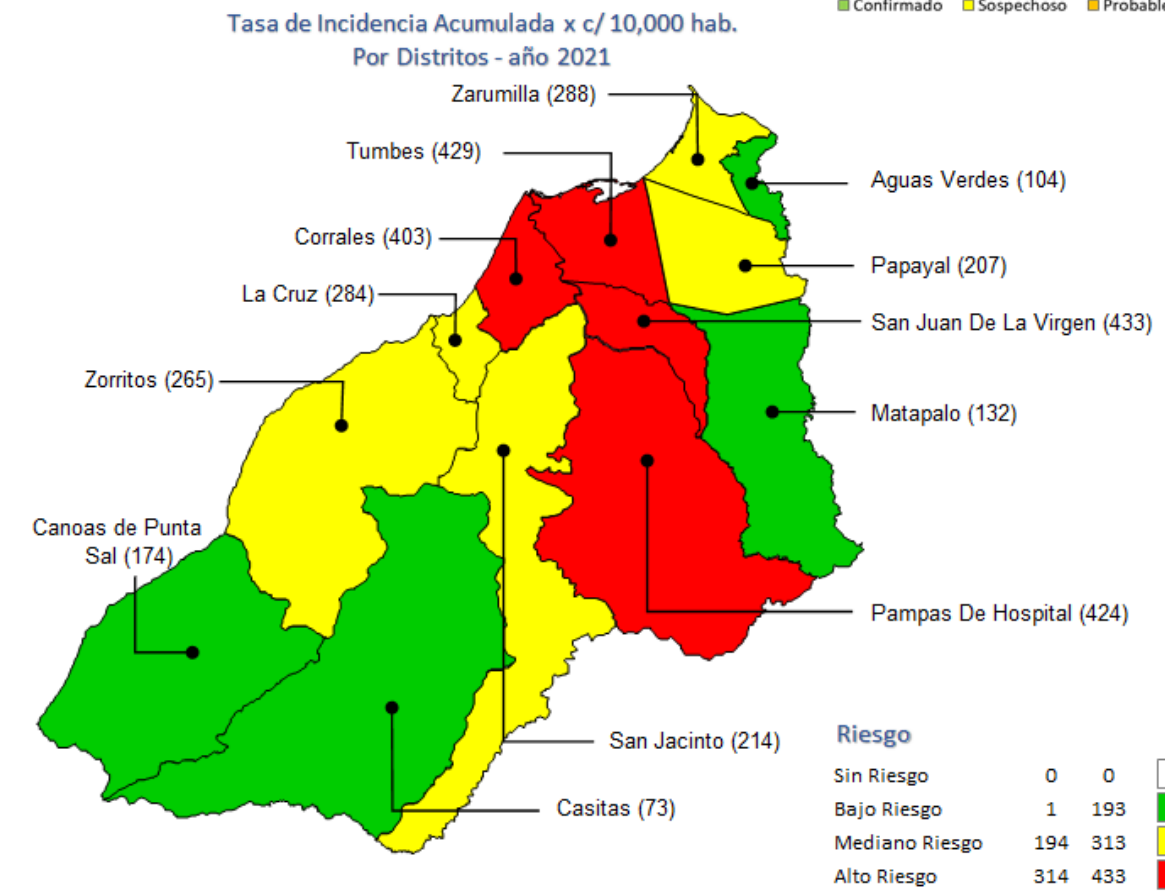 Confirmado Sospechoso Probable
Tasa de Incidencia Acumulada x c/ 10,000 hab.
Por Distritos - año 2021
Zarumilla (288)
Tumbes (429)
Aguas Verdes (104)
Corrales (403)
Papayal (207)
La Cruz (284)
San Juan De La Virgen (433)
Zorritos (265)
Matapalo (132)
Canoas de Punta
Sal (174)
Pampas De Hospital (424)
San Jacinto (214)
Casitas (73)
Riesgo
Sin Riesgo 0 0
Bajo Riesgo 1 193
Mediano Riesgo 194 313
Alto Riesgo 314 433